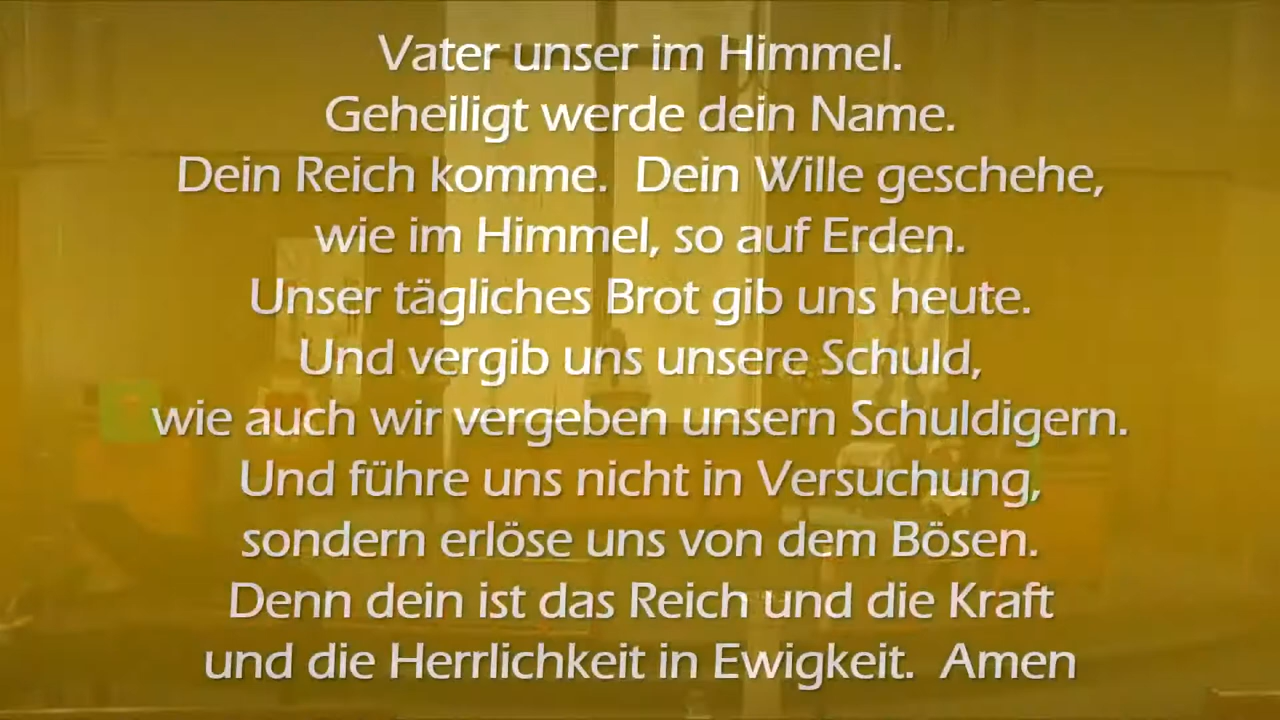 Vater unser im Himmel.
Geheiligt werde dein Name.
Dein Reich komme. Dein Wille geschehe,
wie im Himmel, so auf Erden.
Unser tägliches Brot gib uns heute.
Und vergib uns unsere Schuld,
wie auch wir vergeben unsern Schuldigern.
Und führe uns nicht in Versuchung,
sondern erlöse uns von dem Bösen.
Denn dein ist das Reich und die Kraft
und die Herrlichkeit in Ewigkeit. Amen